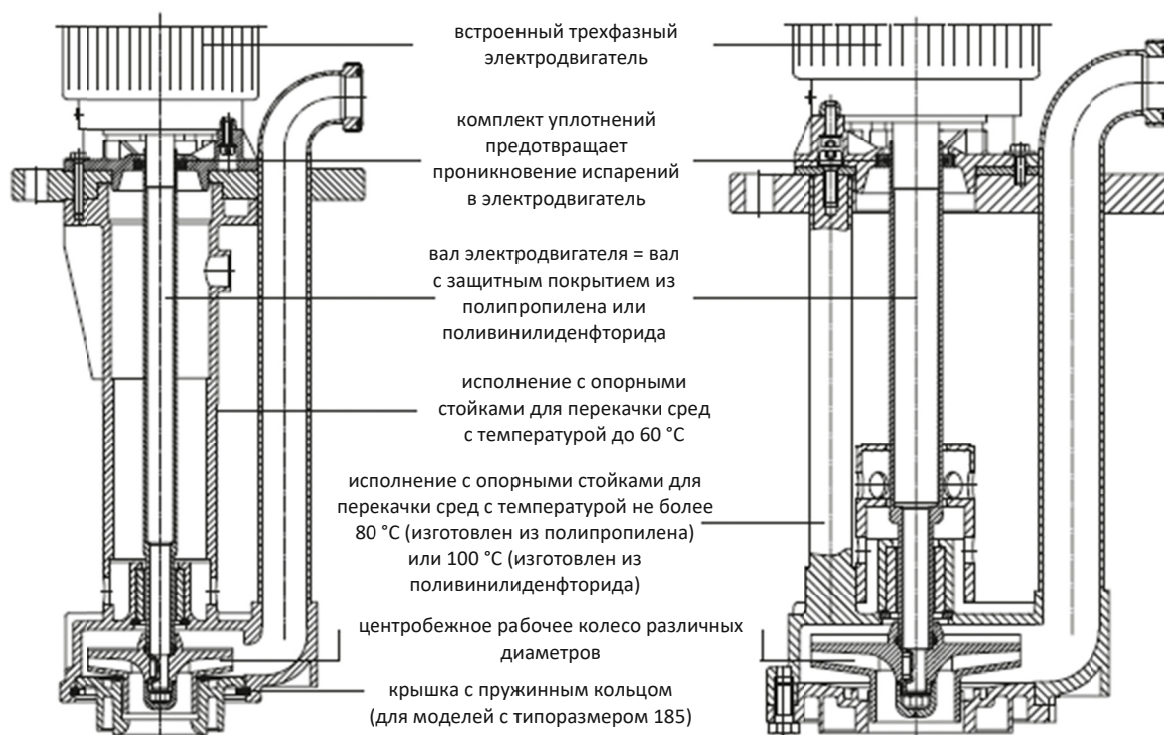 встроенный трехфазный
электродвигатель
комплект уплотнений
предотвращает
проникновение испарений
в электродвигатель
вал электродвигателя = вал
с защитным покрытием из
полипропилена или
поливинилиденфторида
исполнение с опорными
стойками для перекачки сред
с температурой до 60 °C
исполнение с опорными стойками для
перекачки сред с температурой не более
80 °C (изготовлен из полипропилена)
или 100 °C (изготовлен из
поливинилиденфторида)
центробежное рабочее колесо различных
диаметров
крышка с пружинным кольцом
(для моделей с типоразмером 185)